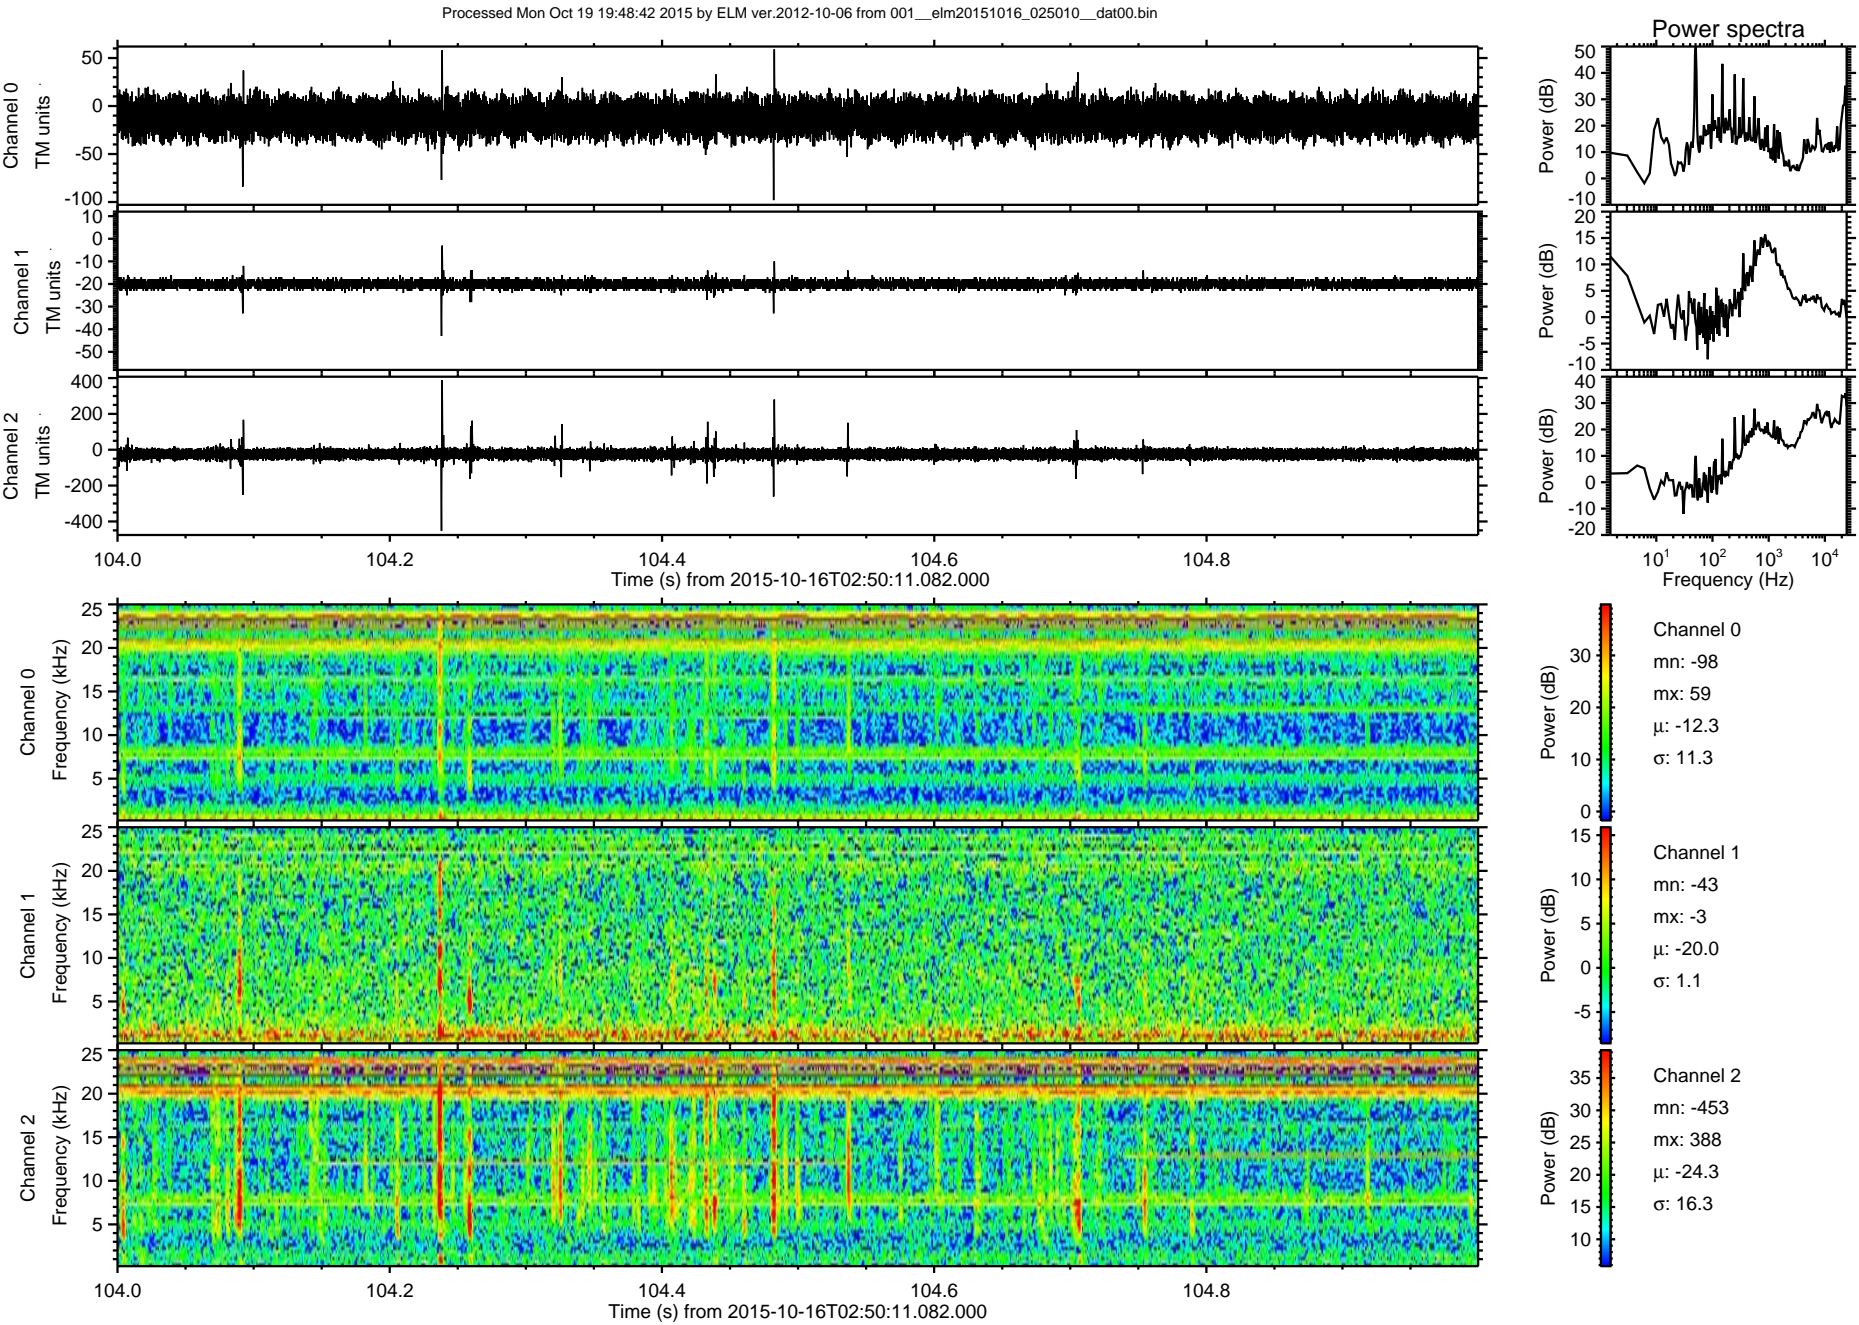 Processed Mon Oct 19 19:48:42 2015 by ELM ver.2012-10-06 from 001__elm20151016_025010__dat00.bin
Power spectra
Channel 0
TM units
50
0
-50
-100
Power (dB)
50
40
30
20
10
0
-10
Channel 1
TM units
10
0
-10
-20
-30
-40
-50
Power (dB)
20
15
10
5
0
-5
-10
Channel 2
TM units
400
200
0
-200
-400
Power (dB)
40
30
20
10
0
-10
-20
104.0 104.2 104.4 104.6 104.8
Time (s) from 2015-10-16T02:50:11.082.000
10¹ 10² 10³ 10⁴
Frequency (Hz)
Channel 0
Frequency (kHz)
25
20
15
10
5
Power (dB)
30
20
10
0
Channel 0
mn: -98
mx: 59
μ: -12.3
σ: 11.3
Channel 1
Frequency (kHz)
25
20
15
10
5
Power (dB)
15
10
5
0
-5
Channel 1
mn: -43
mx: -3
μ: -20.0
σ: 1.1
Channel 2
Frequency (kHz)
25
20
15
10
5
Power (dB)
35
30
25
20
15
10
Channel 2
mn: -453
mx: 388
μ: -24.3
σ: 16.3
104.0 104.2 104.4 104.6 104.8
Time (s) from 2015-10-16T02:50:11.082.000